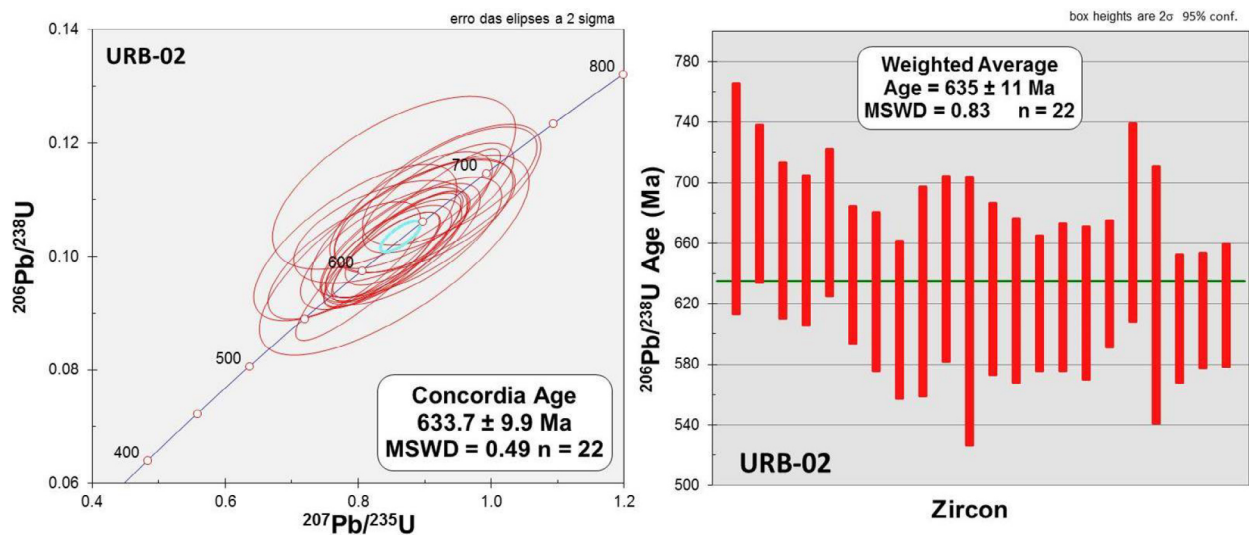 erro das elipses a 2 sigma
0.14
URB-02
800
0.12
700
206Pb/238U
0.10
600
0.08
500
Concordia Age
633.7 ± 9.9 Ma
MSWD = 0.49 n = 22
400
0.06
0.4
0.6
0.8
1.0
1.2
207Pb/235U
box heights are 2σ 95% conf.
780
Weighted Average
Age = 635 ± 11 Ma
MSWD = 0.83 n = 22
740
700
660
206Pb/238U Age (Ma)
620
580
540
URB-02
500
Zircon